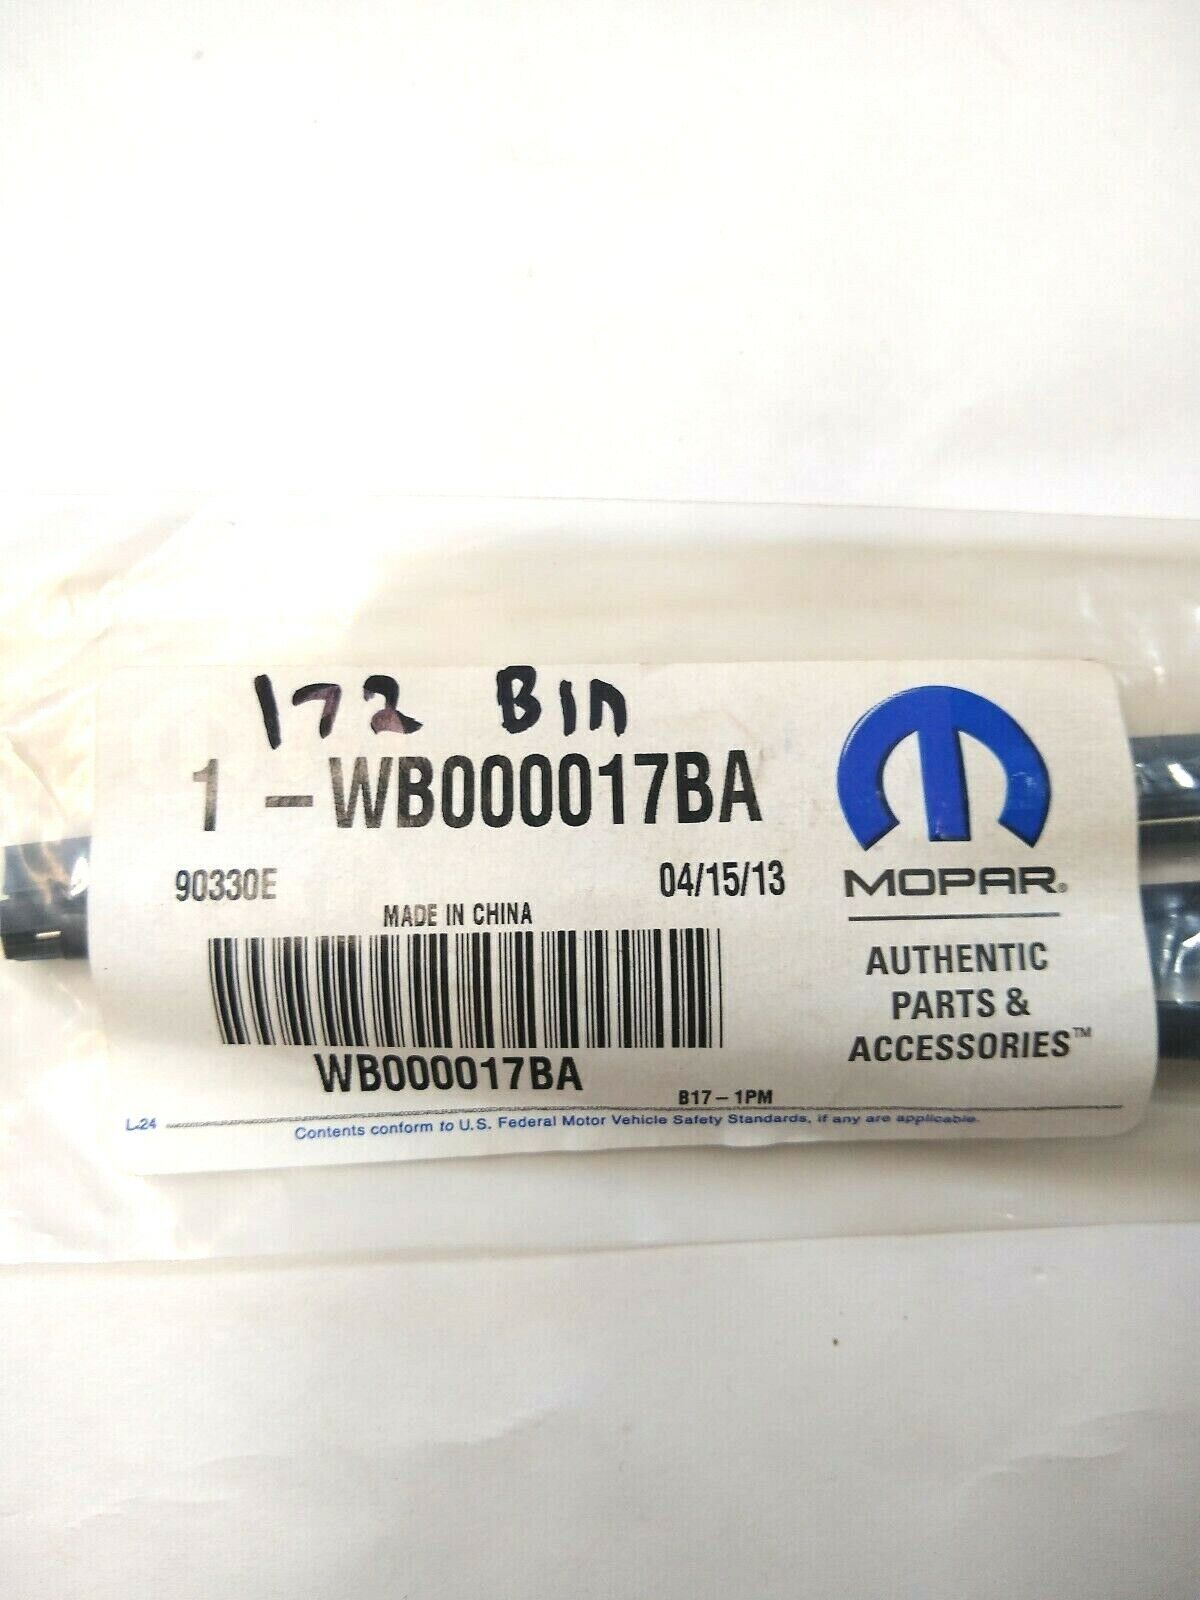 172 Bin
1 - WB000017BA
90330E 04/15/13
MADE IN CHINA
WB000017BA
B17 - 1PM
L-24
Contents conform to U.S. Federal Motor Vehicle Safety Standards, if any are applicable.
MOPAR®
AUTHENTIC
PARTS &
ACCESSORIES™